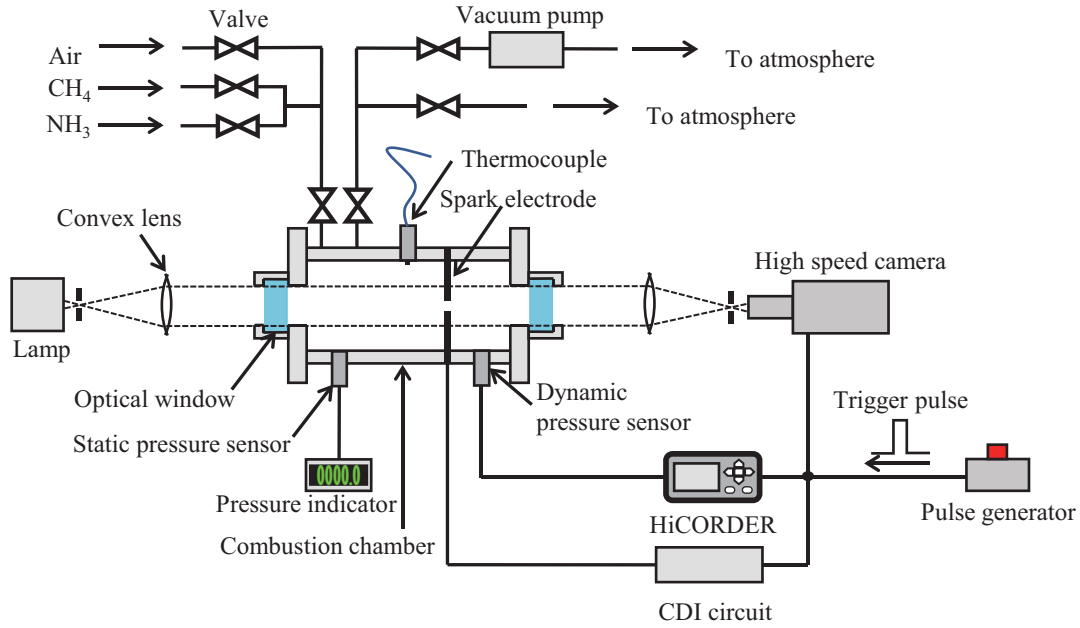 Valve
Vacuum pump
Air
To atmosphere
CH4
NH3
To atmosphere
Thermocouple
Spark electrode
Convex lens
High speed camera
Lamp
Optical window
Dynamic
pressure sensor
Trigger pulse
Static pressure sensor
0000.0
Pressure indicator
HiCORDER
Pulse generator
Combustion chamber
CDI circuit